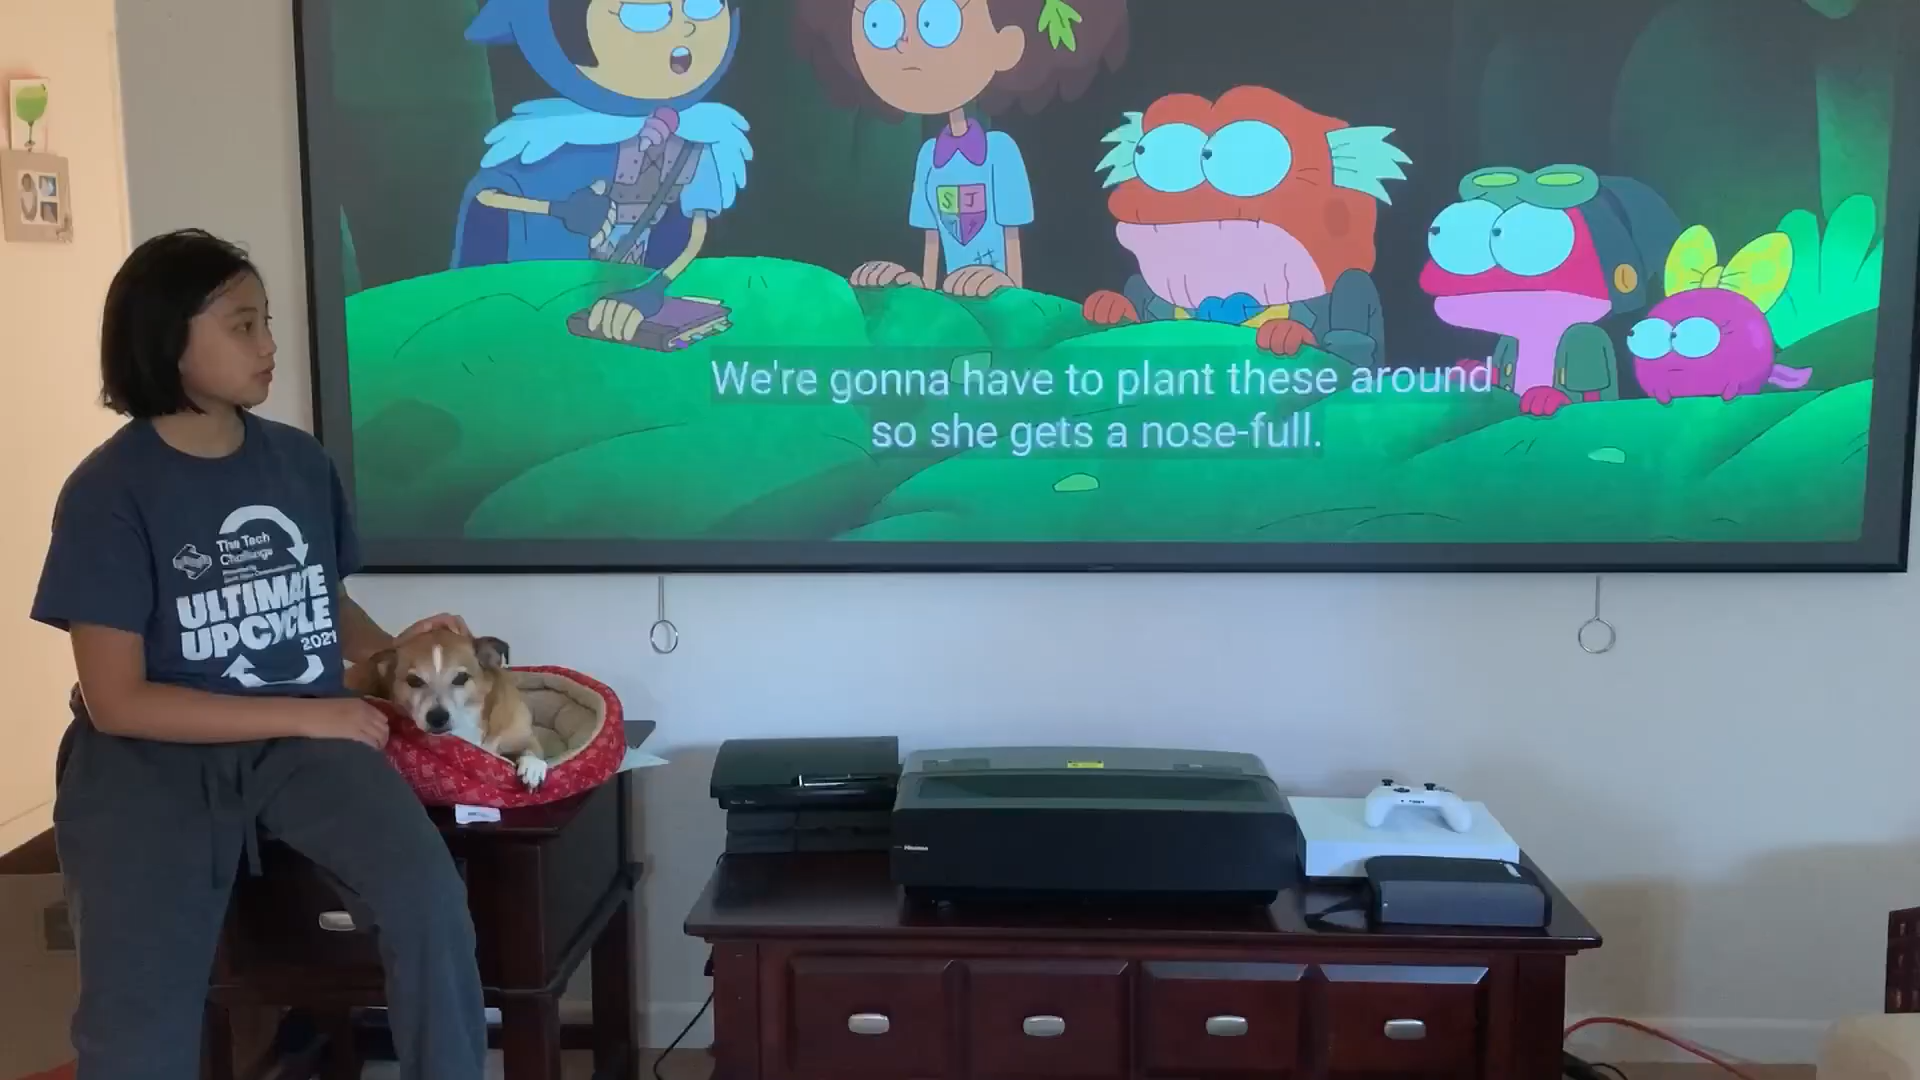 S J
We're gonna have to plant these around
so she gets a nose-full.
The Tech
Challenge
ULTIMATE
UPCYCLE
2021
Hisense